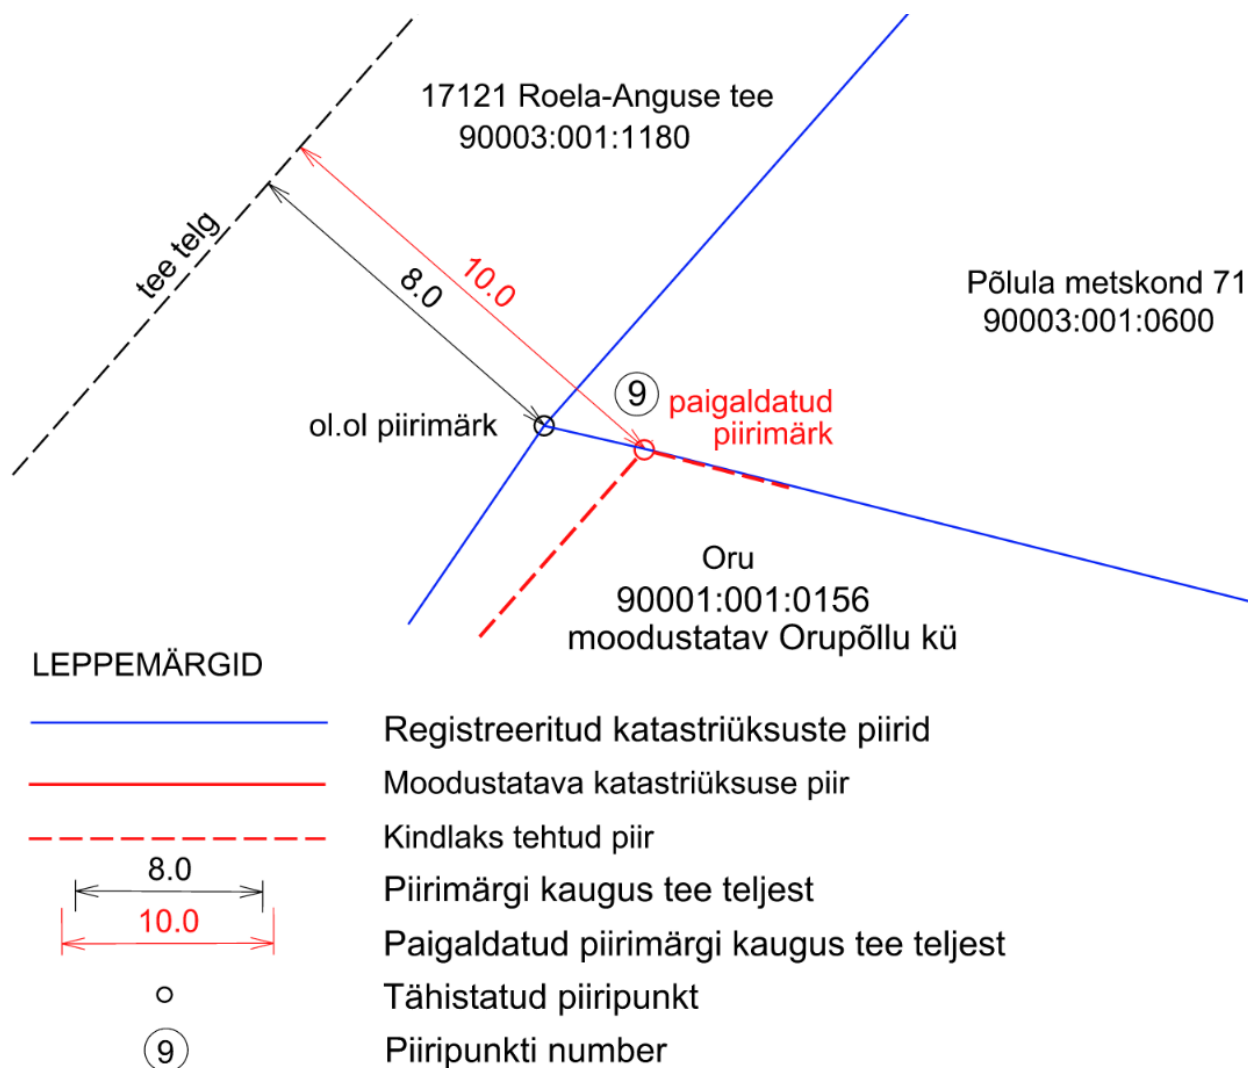 17121 Roela-Anguse tee
90003:001:1180
tee telg
8.0
10.0
Põlula metskond 71
90003:001:0600
9
paigaldatud
piirimärk
ol.ol piirimärk
Oru
90001:001:0156
moodustatav Orupõllu kü
LEPPEMÄRGID
Registreeritud katastriüksuste piirid
Moodustatava katastriüksuse piir
Kindlaks tehtud piir
8.0
Piirimärgi kaugus tee teljest
10.0
Paigaldatud piirimärgi kaugus tee teljest
Tähistatud piiripunkt
9
Piiripunkti number